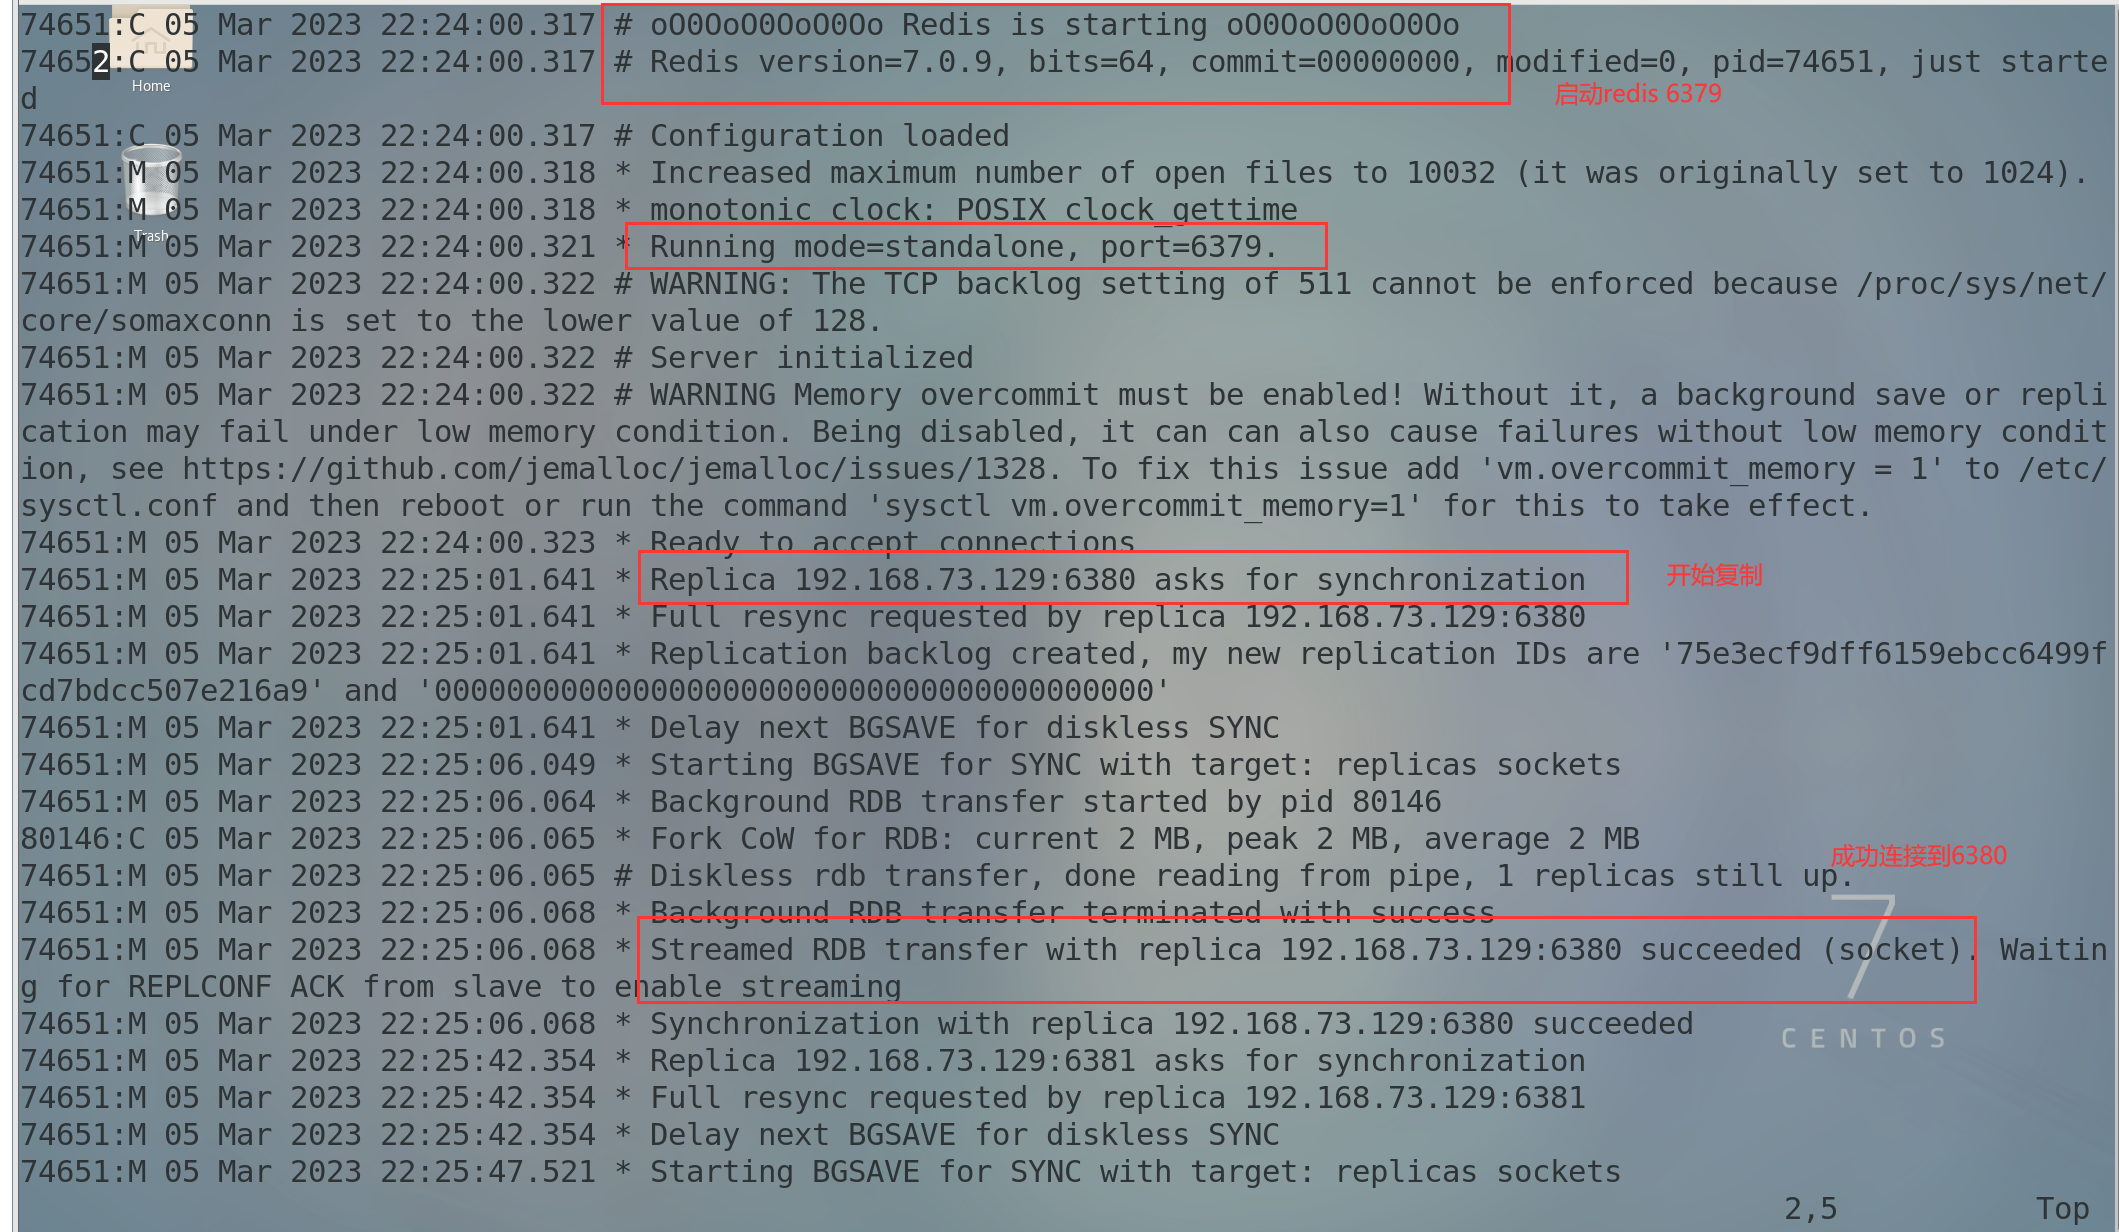 74651:C 05 Mar 2023 22:24:00.317 # oO0OoO0OoO0Oo Redis is starting oO0OoO0OoO0Oo
74652:C 05 Mar 2023 22:24:00.317 # Redis version=7.0.9, bits=64, commit=00000000, modified=0, pid=74651, just starte
Home
d
启动redis 6379
74651:C 05 Mar 2023 22:24:00.317 # Configuration loaded
74651:M 05 Mar 2023 22:24:00.318 * Increased maximum number of open files to 10032 (it was originally set to 1024).
74651:M 05 Mar 2023 22:24:00.318 * monotonic clock: POSIX clock_gettime
Trash
74651:M 05 Mar 2023 22:24:00.321 * Running mode=standalone, port=6379.
74651:M 05 Mar 2023 22:24:00.322 # WARNING: The TCP backlog setting of 511 cannot be enforced because /proc/sys/net/
core/somaxconn is set to the lower value of 128.
74651:M 05 Mar 2023 22:24:00.322 # Server initialized
74651:M 05 Mar 2023 22:24:00.322 # WARNING Memory overcommit must be enabled! Without it, a background save or repli
cation may fail under low memory condition. Being disabled, it can can also cause failures without low memory condit
ion, see https://github.com/jemalloc/jemalloc/issues/1328. To fix this issue add 'vm.overcommit_memory = 1' to /etc/
sysctl.conf and then reboot or run the command 'sysctl vm.overcommit_memory=1' for this to take effect.
74651:M 05 Mar 2023 22:24:00.323 * Ready to accept connections
74651:M 05 Mar 2023 22:25:01.641 * Replica 192.168.73.129:6380 asks for synchronization
开始复制
74651:M 05 Mar 2023 22:25:01.641 * Full resync requested by replica 192.168.73.129:6380
74651:M 05 Mar 2023 22:25:01.641 * Replication backlog created, my new replication IDs are '75e3ecf9dff6159ebcc6499f
cd7bdcc507e216a9' and '0000000000000000000000000000000000000000'
74651:M 05 Mar 2023 22:25:01.641 * Delay next BGSAVE for diskless SYNC
74651:M 05 Mar 2023 22:25:06.049 * Starting BGSAVE for SYNC with target: replicas sockets
74651:M 05 Mar 2023 22:25:06.064 * Background RDB transfer started by pid 80146
80146:C 05 Mar 2023 22:25:06.065 * Fork CoW for RDB: current 2 MB, peak 2 MB, average 2 MB
成功连接到6380
74651:M 05 Mar 2023 22:25:06.065 # Diskless rdb transfer, done reading from pipe, 1 replicas still up.
74651:M 05 Mar 2023 22:25:06.068 * Background RDB transfer terminated with success
74651:M 05 Mar 2023 22:25:06.068 * Streamed RDB transfer with replica 192.168.73.129:6380 succeeded (socket). Waitin
g for REPLCONF ACK from slave to enable streaming
7
74651:M 05 Mar 2023 22:25:06.068 * Synchronization with replica 192.168.73.129:6380 succeeded
CENTOS
74651:M 05 Mar 2023 22:25:42.354 * Replica 192.168.73.129:6381 asks for synchronization
74651:M 05 Mar 2023 22:25:42.354 * Full resync requested by replica 192.168.73.129:6381
74651:M 05 Mar 2023 22:25:42.354 * Delay next BGSAVE for diskless SYNC
74651:M 05 Mar 2023 22:25:47.521 * Starting BGSAVE for SYNC with target: replicas sockets
2,5 Top